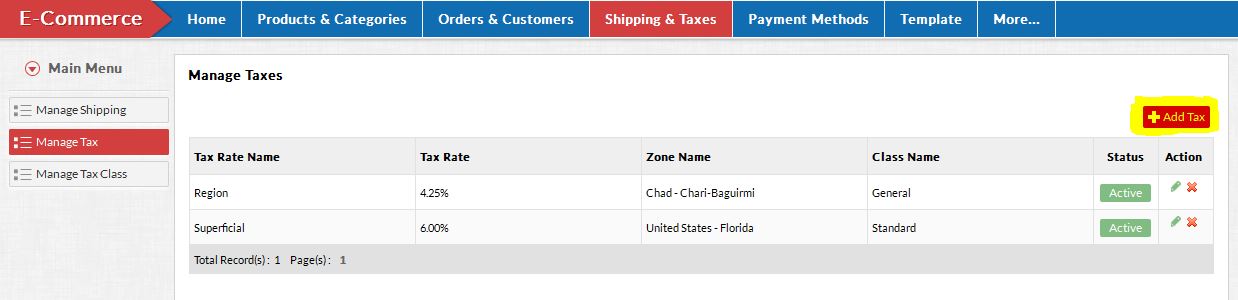 E-Commerce Home Products & Categories Orders & Customers Shipping & Taxes Payment Methods Template More...
Main Menu
Manage Shipping
Manage Tax
Manage Tax Class
Manage Taxes
Add Tax
Tax Rate Name Tax Rate Zone Name Class Name Status Action
Region 4.25% Chad - Chari-Baguirmi General Active
Superficial 6.00% United States - Florida Standard Active
Total Record(s) : 1 Page(s) : 1